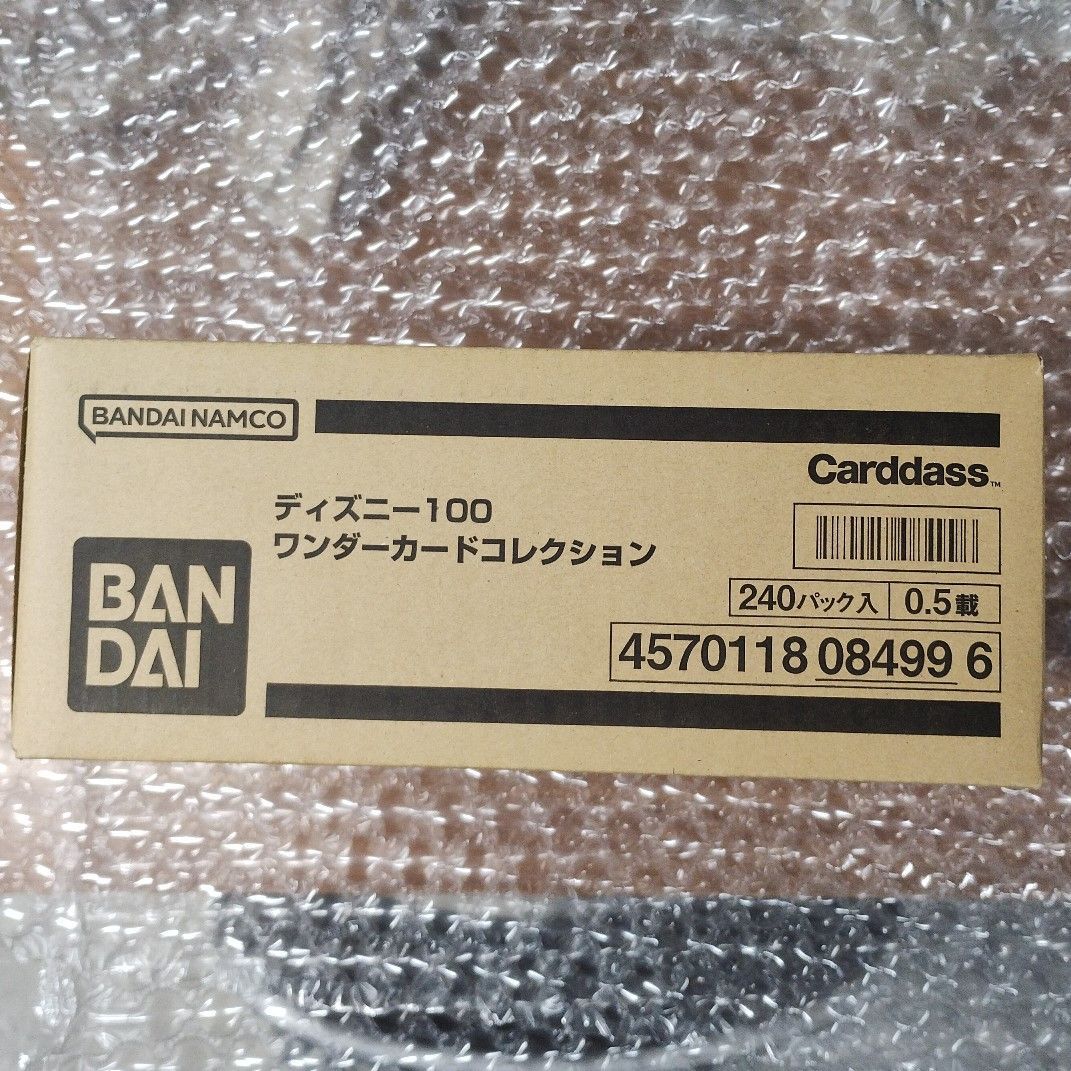 BANDAI NAMCO
Carddass™
ディズニー100
ワンダーカードコレクション
BAN
DAI
240パック入 0.5載
4570118 08499 6